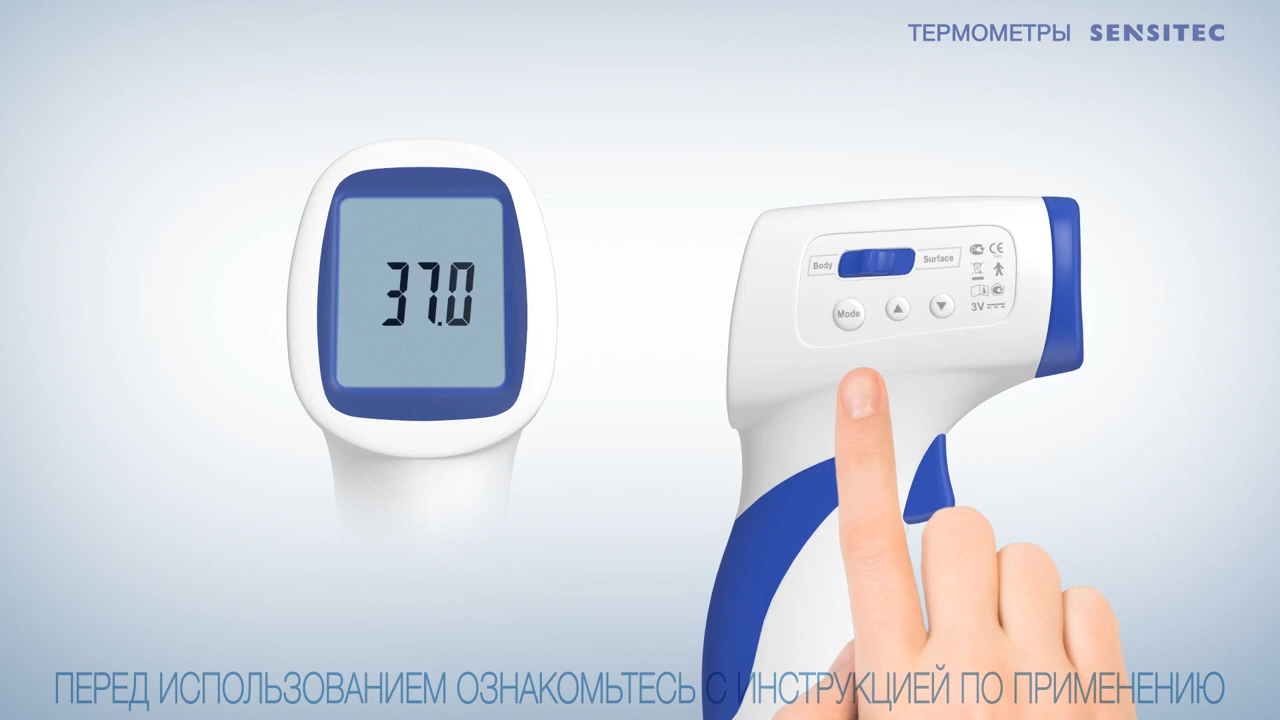 ТЕРМОМЕТРЫ SENSITEC
37.0
Body Surface
Mode
3V
CE
ПЕРЕД ИСПОЛЬЗОВАНИЕМ ОЗНАКОМЬТЕСЬ С ИНСТРУКЦИЕЙ ПО ПРИМЕНЕНИЮ